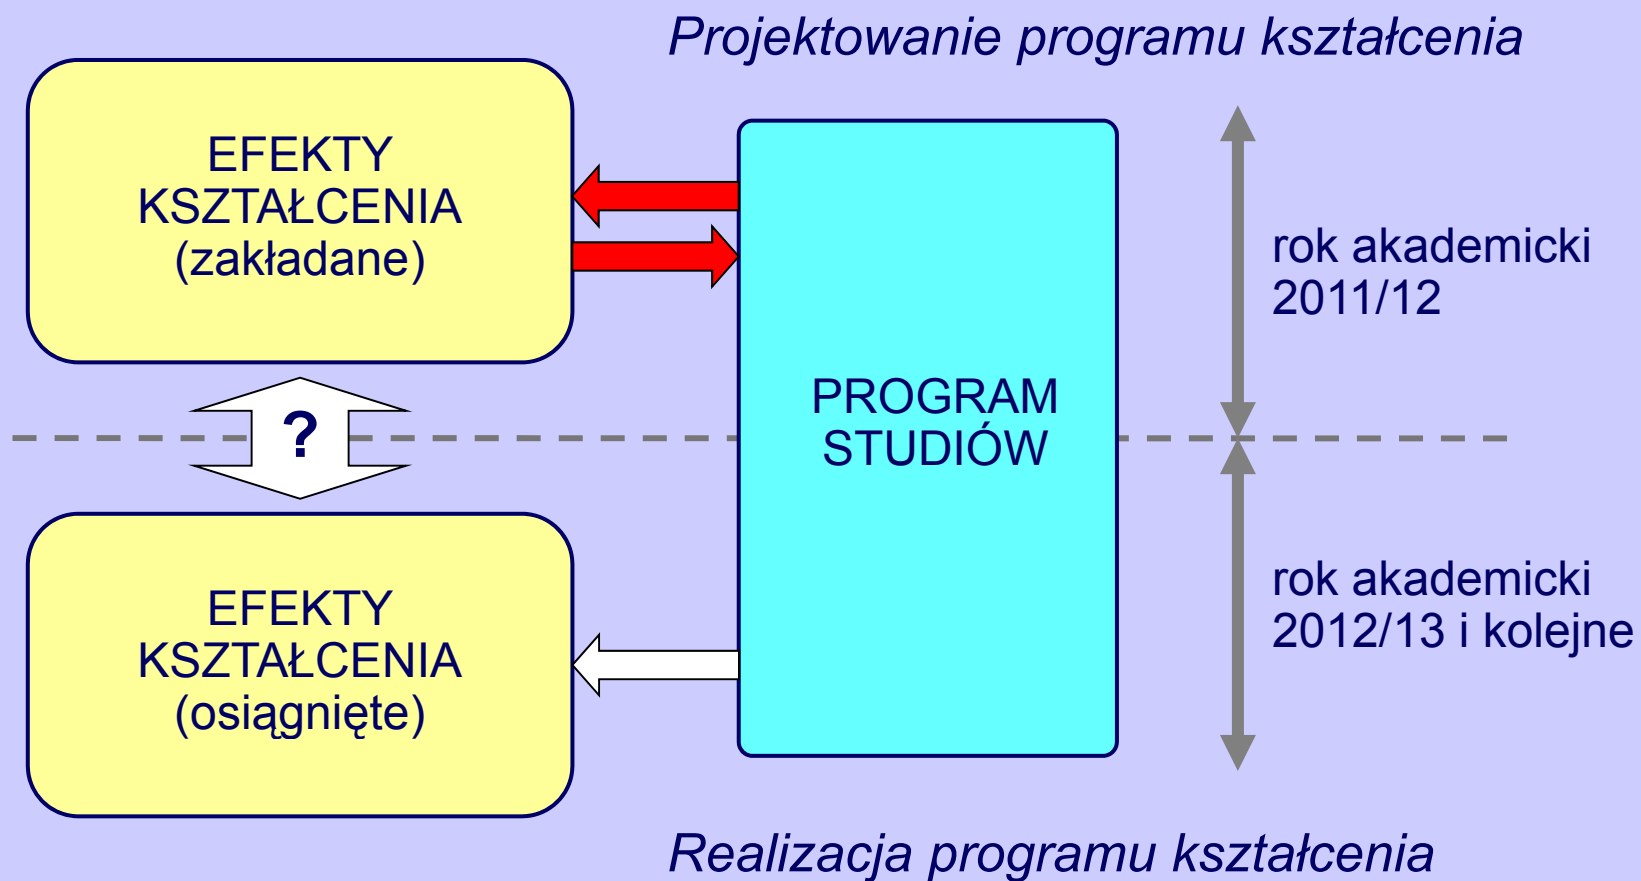 Projektowanie programu kształcenia
EFEKTY
KSZTAŁCENIA
(zakładane)
rok akademicki
2011/12
PROGRAM
STUDIÓW
?
EFEKTY
KSZTAŁCENIA
(osiągnięte)
rok akademicki
2012/13 i kolejne
Realizacja programu kształcenia